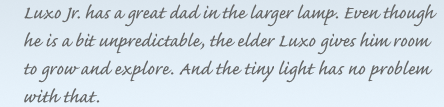 Luxo Jr. has a great dad in the larger lamp. Even though
he is a bit unpredictable, the elder Luxo gives him room
to grow and explore. And the tiny light has no problem
with that.